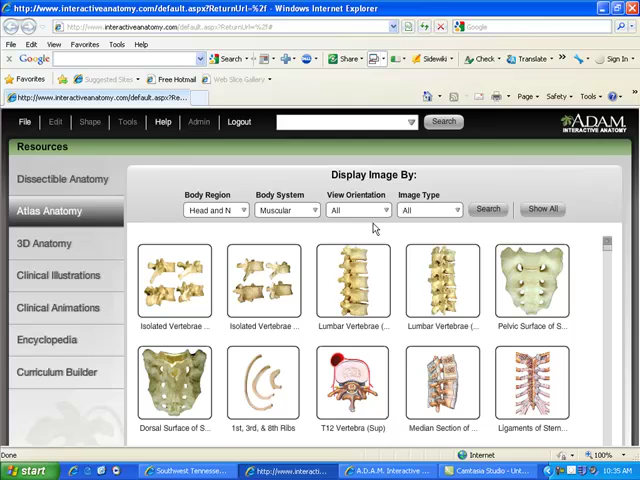 http://www.interactiveanatomy.com/default.aspx?ReturnUrl=%2f - Windows Internet Explorer
http://www.interactiveanatomy.com/default.aspx?ReturnUrl=%2f#
Google
File Edit View Favorites Tools Help
Google Search Share Sidewiki Check Translate Sign In
Favorites Suggested Sites Free Hotmail Web Slice Gallery
http://www.interactiveanatomy.com/default.aspx?Re...
Page Safety Tools
File Edit Shape Tools Help Admin Logout Search
ADAM
INTERACTIVE ANATOMY
Resources
Dissectible Anatomy
Atlas Anatomy
3D Anatomy
Clinical Illustrations
Clinical Animations
Encyclopedia
Curriculum Builder
Display Image By:
Body Region Body System View Orientation Image Type
Head and N Muscular All All Search Show All
Isolated Vertebrae ... Isolated Vertebrae ... Lumbar Vertebrae (... Lumbar Vertebrae (... Pelvic Surface of S...
Dorsal Surface of S... 1st, 3rd, & 8th Ribs T12 Vertebra (Sup) Median Section of ... Ligaments of Stern...
Done Internet 100%
start Southwest Tennesse... http://www.interacti... A.D.A.M. Interactive ... Camtasia Studio - Unt... 10:35 AM